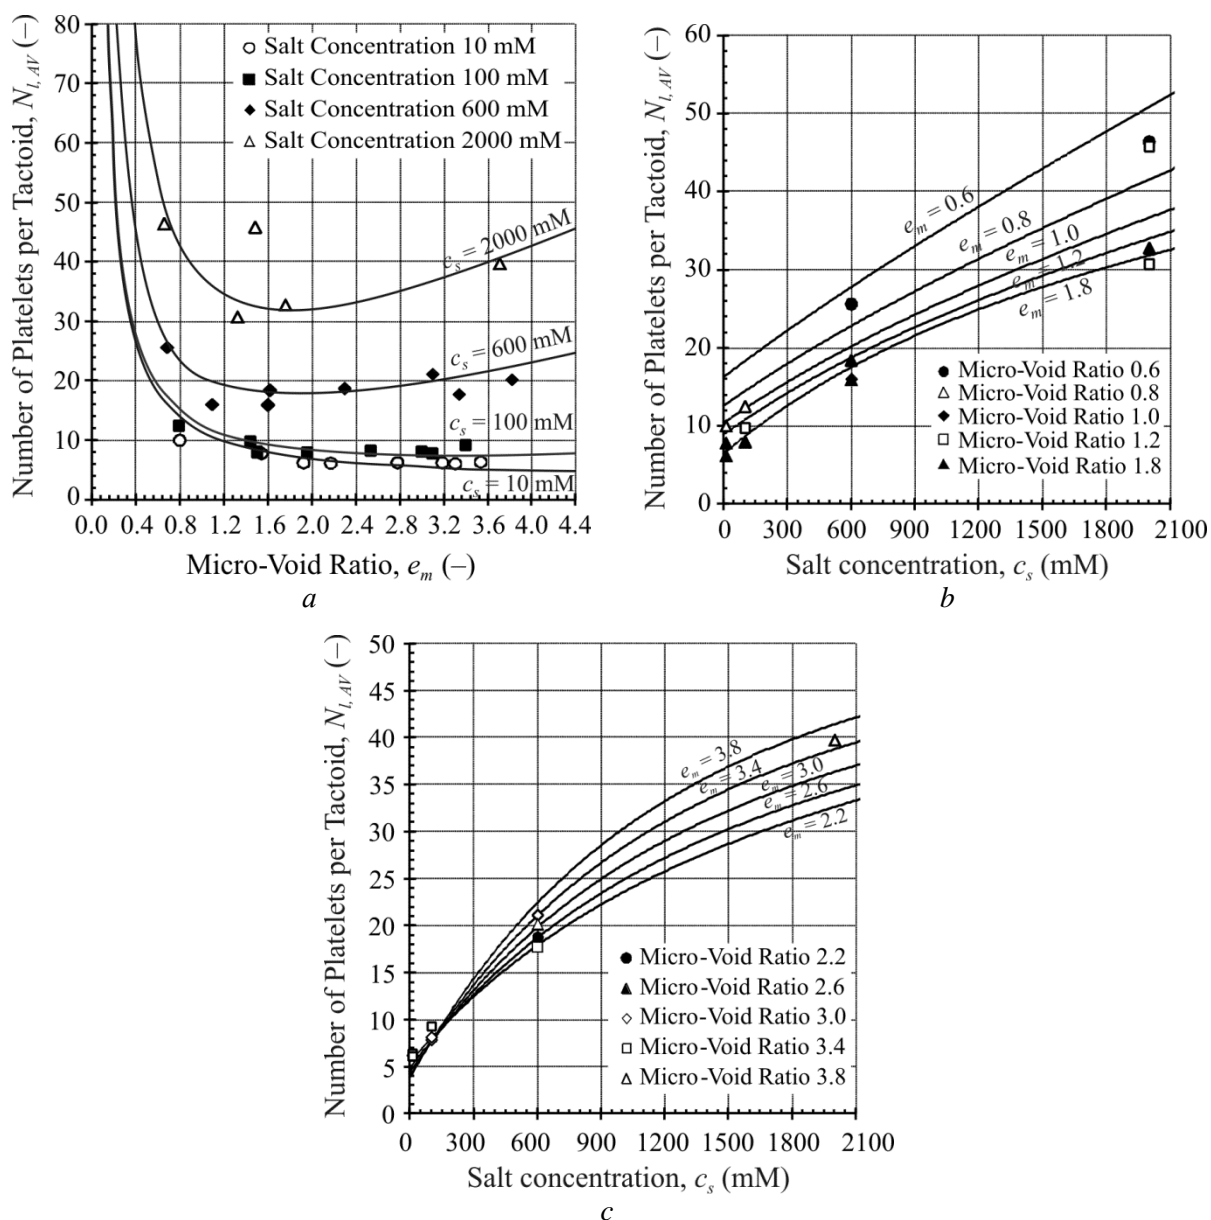 Number of Platelets per Tactoid, N_{l,AV} (–)
80
70
60
50
40
30
20
10
0
Salt Concentration 10 mM
Salt Concentration 100 mM
Salt Concentration 600 mM
Salt Concentration 2000 mM
c_s = 2000 mM
c_s = 600 mM
c_s = 100 mM
c_s = 10 mM
0.0 0.4 0.8 1.2 1.6 2.0 2.4 2.8 3.2 3.6 4.0 4.4
Micro-Void Ratio, e_m (–)
a
Number of Platelets per Tactoid, N_{l,AV} (–)
60
50
40
30
20
10
0
e_m = 0.6
e_m = 0.8
e_m = 1.0
e_m = 1.2
e_m = 1.8
Micro-Void Ratio 0.6
Micro-Void Ratio 0.8
Micro-Void Ratio 1.0
Micro-Void Ratio 1.2
Micro-Void Ratio 1.8
0 300 600 900 1200 1500 1800 2100
Salt concentration, c_s (mM)
b
Number of Platelets per Tactoid, N_{l,AV} (–)
50
45
40
35
30
25
20
15
10
5
0
e_m = 3.8
e_m = 3.4
e_m = 3.0
e_m = 2.6
e_m = 2.2
Micro-Void Ratio 2.2
Micro-Void Ratio 2.6
Micro-Void Ratio 3.0
Micro-Void Ratio 3.4
Micro-Void Ratio 3.8
0 300 600 900 1200 1500 1800 2100
Salt concentration, c_s (mM)
c